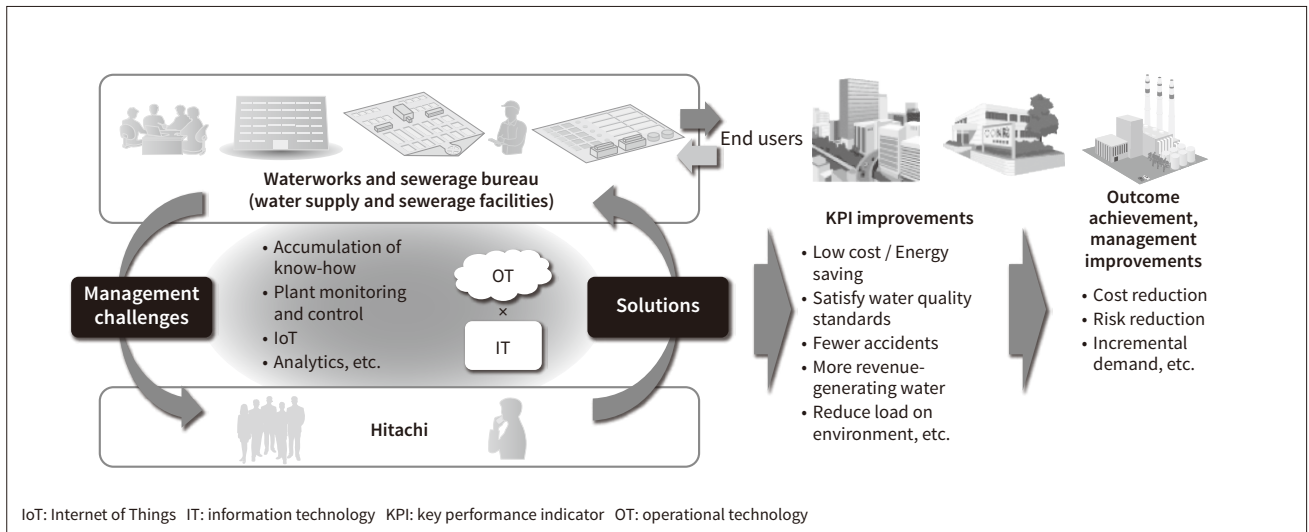 End users
Waterworks and sewerage bureau
(water supply and sewerage facilities)
Management
challenges
• Accumulation of
know-how
• Plant monitoring
and control
• IoT
• Analytics, etc.
OT
×
IT
Solutions
Hitachi
KPI improvements
• Low cost / Energy
saving
• Satisfy water quality
standards
• Fewer accidents
• More revenue-
generating water
• Reduce load on
environment, etc.
Outcome
achievement,
management
improvements
• Cost reduction
• Risk reduction
• Incremental
demand, etc.
IoT: Internet of Things IT: information technology KPI: key performance indicator OT: operational technology